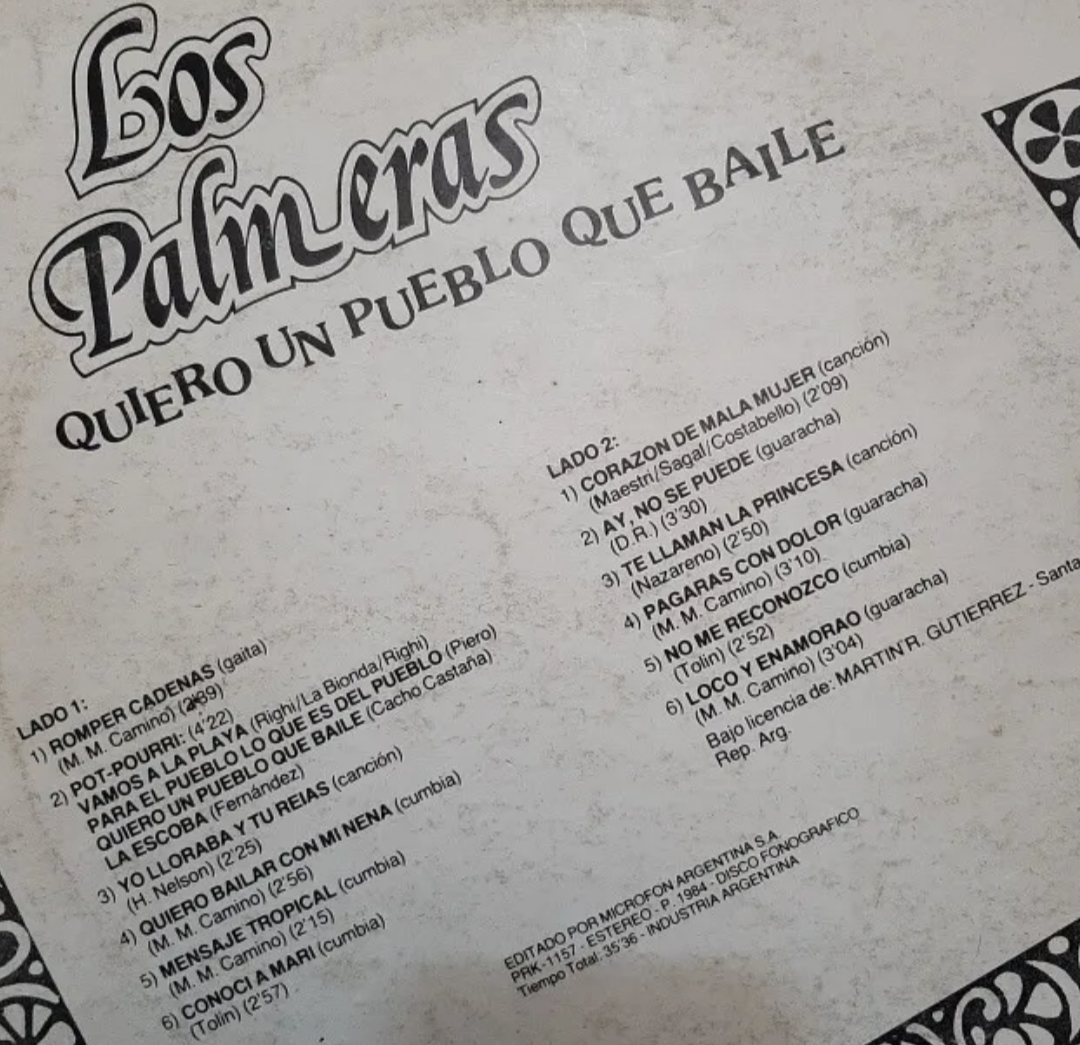 Los
Palmeras
QUIERO UN PUEBLO QUE BAILE
LADO 1:
1) ROMPER CADENAS (gaita)
(M. M. Camino)
2) POT-POURRI: (4'22)
VAMOS A LA PLAYA (Righi/La Bionda/Righi)
PARA EL PUEBLO LO QUE ES DEL PUEBLO (Piero)
QUIERO UN PUEBLO QUE BAILE (Cacho Castaña)
LA ESCOBA (Fernández)
3) YO LLORABA Y TU REIAS (canción)
(H. Nelson) (2'25)
4) QUIERO BAILAR CON MI NENA (cumbia)
(M. M. Camino) (2'56)
5) MENSAJE TROPICAL (cumbia)
(M. M. Camino) (2'15)
6) CONOCI A MARI (cumbia)
(Tolin) (2'57)
LADO 2:
1) CORAZON DE MALA MUJER (canción)
(Maestri/Sagal/Costabello) (2'09)
2) AY, NO SE PUEDE (guaracha)
(D.R.) (3'30)
3) TE LLAMAN LA PRINCESA (canción)
(Nazareno) (2'50)
4) PAGARAS CON DOLOR (guaracha)
(M. M. Camino) (3'10)
5) NO ME RECONOZCO (cumbia)
(Tolin) (2'52)
6) LOCO Y ENAMORAO (guaracha)
(M. M. Camino) (3'04)
Bajo licencia de: MARTIN R. GUTIERREZ - Santa
Rep. Arg.
EDITADO POR MICROFON ARGENTINA S.A.
PRK-1157 - ESTEREO - P. 1984 - DISCO FONOGRAFICO
Tiempo Total: 35'36 - INDUSTRIA ARGENTINA